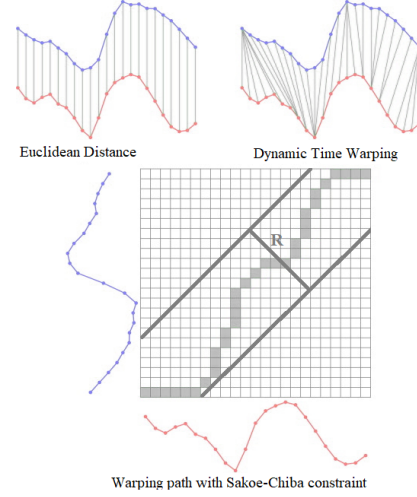 Euclidean Distance
Dynamic Time Warping
R
Warping path with Sakoe-Chiba constraint